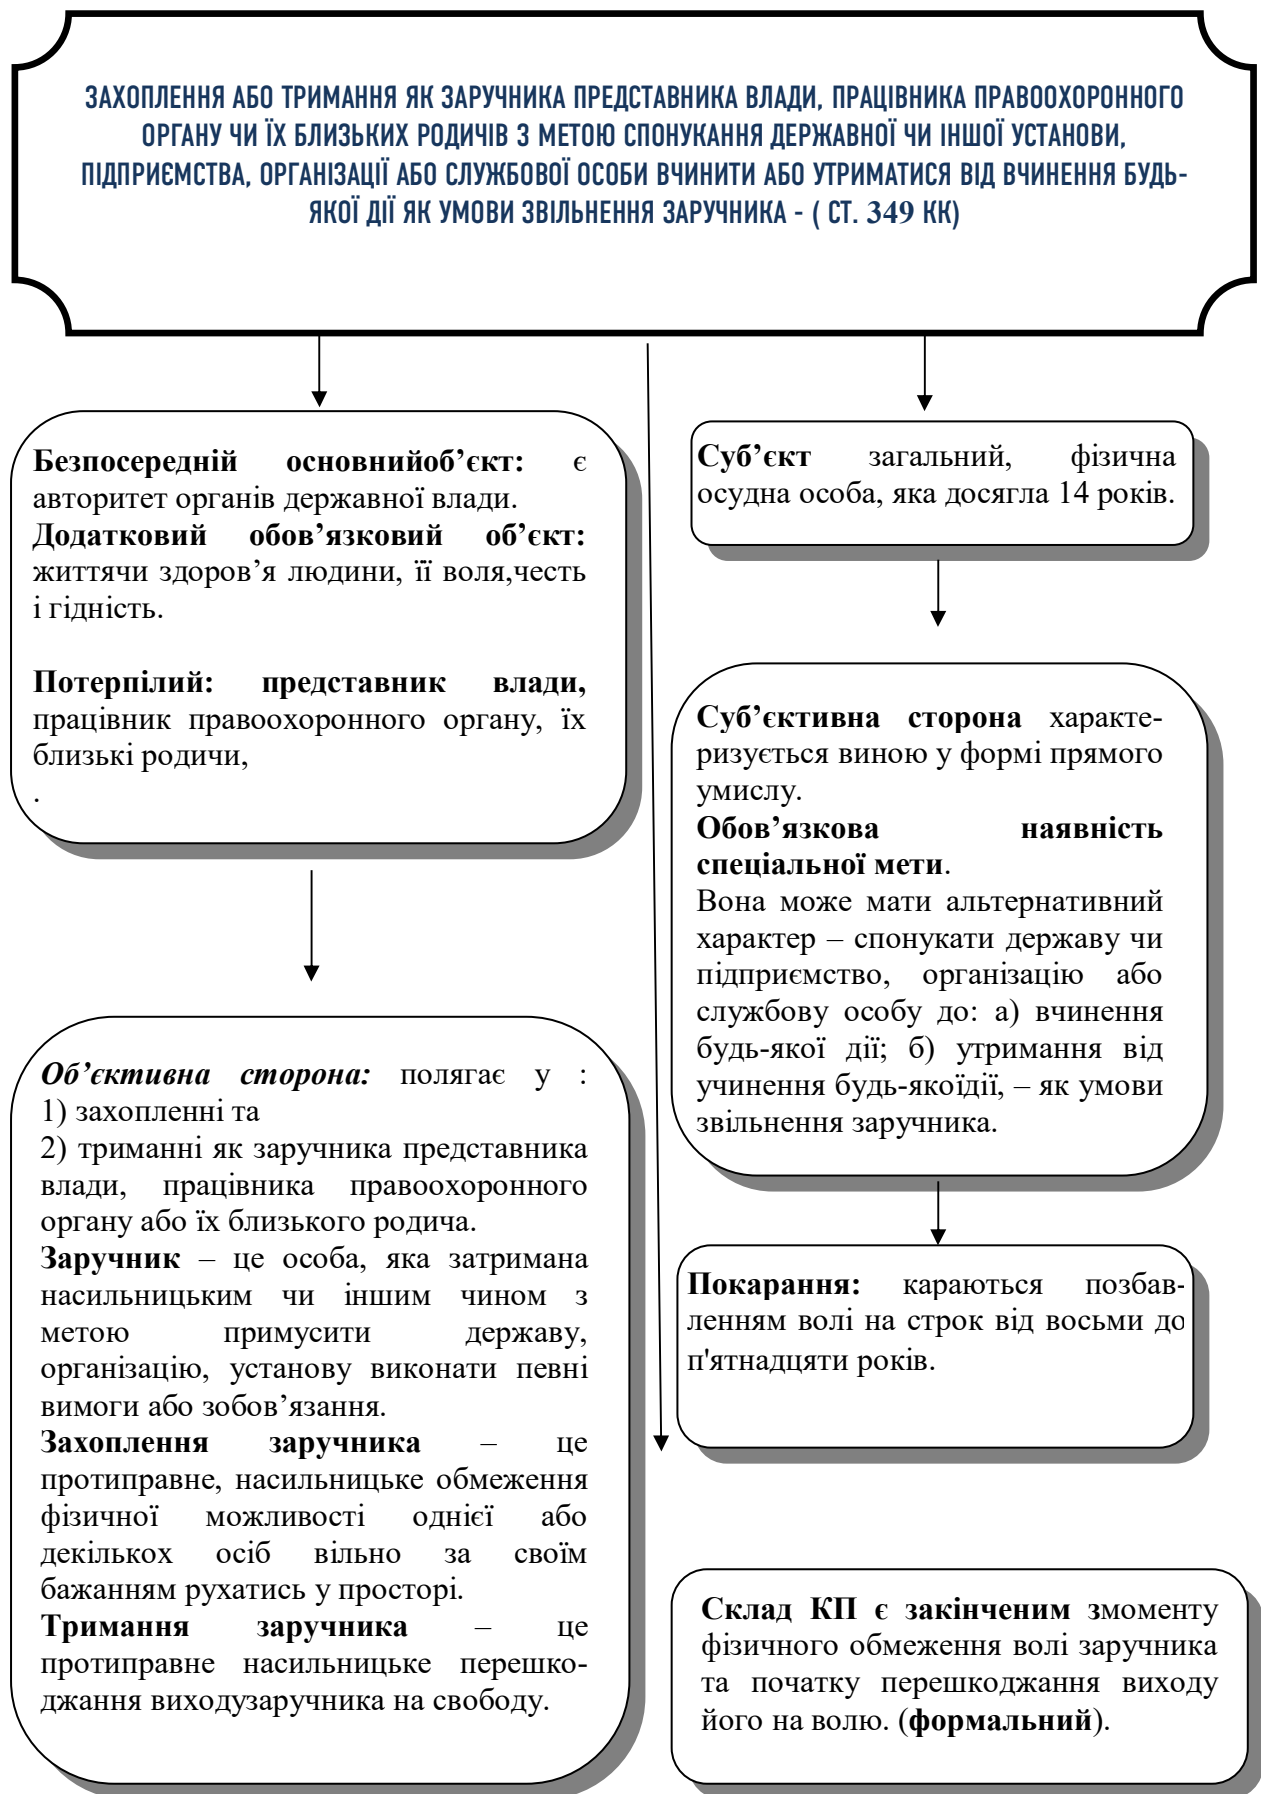 ЗАХОПЛЕННЯ АБО ТРИМАННЯ ЯК ЗАРУЧНИКА ПРЕДСТАВНИКА ВЛАДИ, ПРАЦІВНИКА ПРАВООХОРОННОГО
ОРГАНУ ЧИ ЇХ БЛИЗЬКИХ РОДИЧІВ З МЕТОЮ СПОНУКАННЯ ДЕРЖАВНОЇ ЧИ ІНШОЇ УСТАНОВИ,
ПІДПРИЄМСТВА, ОРГАНІЗАЦІЇ АБО СЛУЖБОВОЇ ОСОБИ ВЧИНИТИ АБО УТРИМАТИСЯ ВІД ВЧИНЕННЯ БУДЬ-
ЯКОЇ ДІЇ ЯК УМОВИ ЗВІЛЬНЕННЯ ЗАРУЧНИКА - ( СТ. 349 КК)
Безпосередній основнийоб’єкт: є
авторитет органів державної влади.
Додатковий обов’язковий об’єкт:
життячи здоров’я людини, її воля,честь
і гідність.
Потерпілий: представник влади,
працівник правоохоронного органу, їх
близькі родичи,
.
Об’єктивна сторона: полягає у :
1) захопленні та
2) триманні як заручника представника
влади, працівника правоохоронного
органу або їх близького родича.
Заручник – це особа, яка затримана
насильницьким чи іншим чином з
метою примусити державу,
організацію, установу виконати певні
вимоги або зобов’язання.
Захоплення заручника – це
протиправне, насильницьке обмеження
фізичної можливості однієї або
декількох осіб вільно за своїм
бажанням рухатись у просторі.
Тримання заручника – це
протиправне насильницьке перешко-
джання виходузаручника на свободу.
Суб’єкт загальний, фізична
осудна особа, яка досягла 14 років.
Суб’єктивна сторона характе-
ризується виною у формі прямого
умислу.
Обов’язкова наявність
спеціальної мети.
Вона може мати альтернативний
характер – спонукати державу чи
підприємство, організацію або
службову особу до: а) вчинення
будь-якої дії; б) утримання від
учинення будь-якоїдії, – як умови
звільнення заручника.
Покарання: караються позбав-
ленням волі на строк від восьми до
п'ятнадцяти років.
Склад КП є закінченим змоменту
фізичного обмеження волі заручника
та початку перешкоджання виходу
його на волю. (формальний).